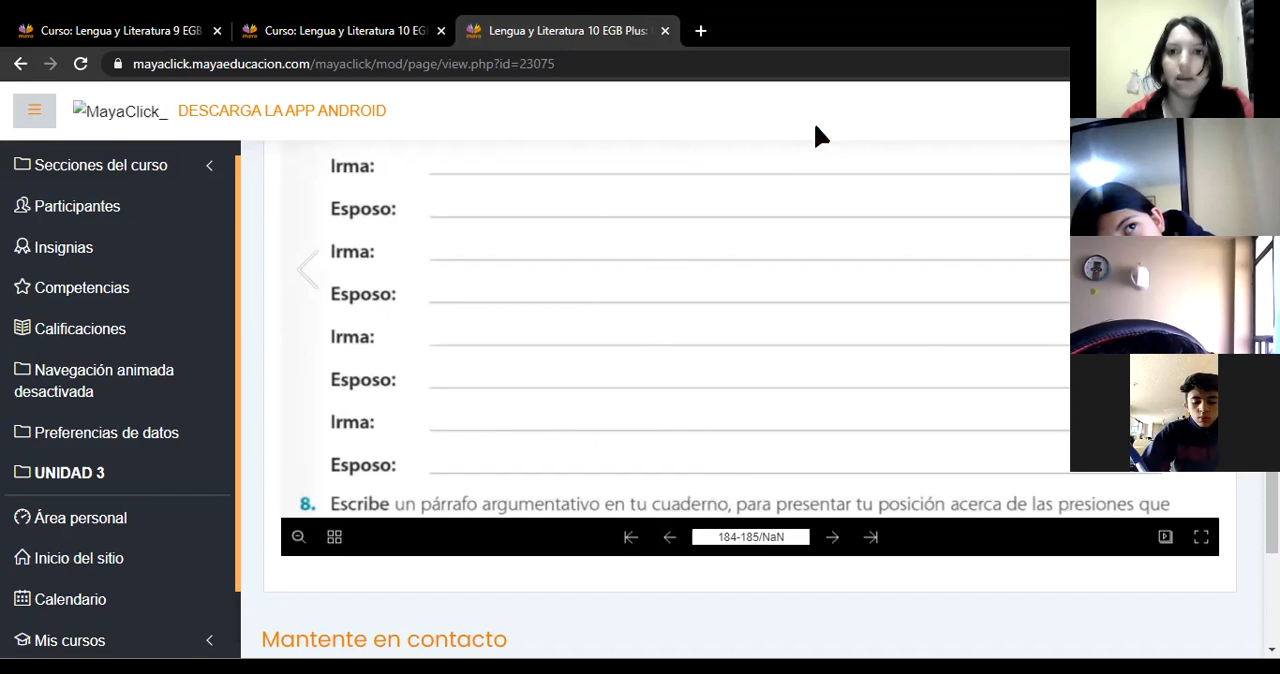 Curso: Lengua y Literatura 9 EGB
Curso: Lengua y Literatura 10 EG
Lengua y Literatura 10 EGB Plus:
mayaclick.mayaeducacion.com/mayaclick/mod/page/view.php?id=23075
MayaClick_
DESCARGA LA APP ANDROID
Secciones del curso
Participantes
Insignias
Competencias
Calificaciones
Navegación animada
desactivada
Preferencias de datos
UNIDAD 3
Área personal
Inicio del sitio
Calendario
Mis cursos
Irma:
Esposo:
Irma:
Esposo:
Irma:
Esposo:
Irma:
Esposo:
8. Escribe un párrafo argumentativo en tu cuaderno, para presentar tu posición acerca de las presiones que
184-185/NaN
Mantente en contacto